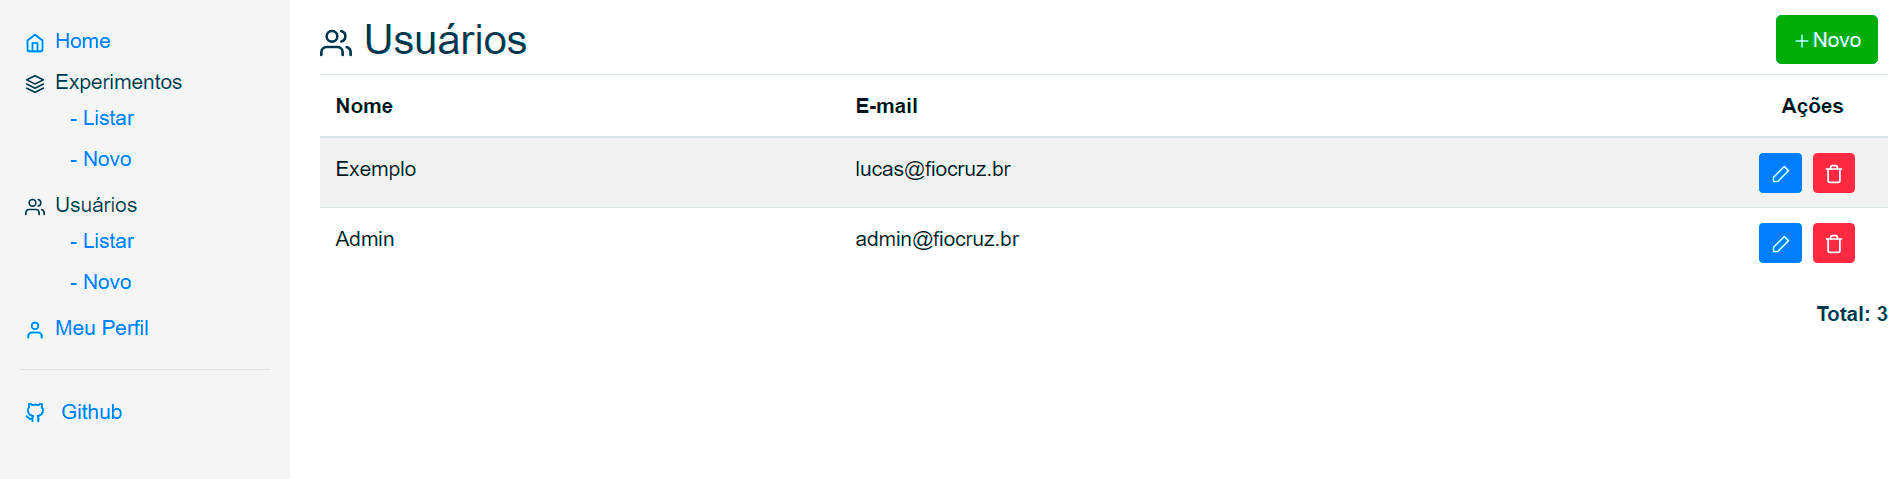 Home
Experimentos
- Listar
- Novo
Usuários
- Listar
- Novo
Meu Perfil
Github
Usuários
+Novo
Nome E-mail Ações
Exemplo lucas@fiocruz.br
Admin admin@fiocruz.br
Total: 3